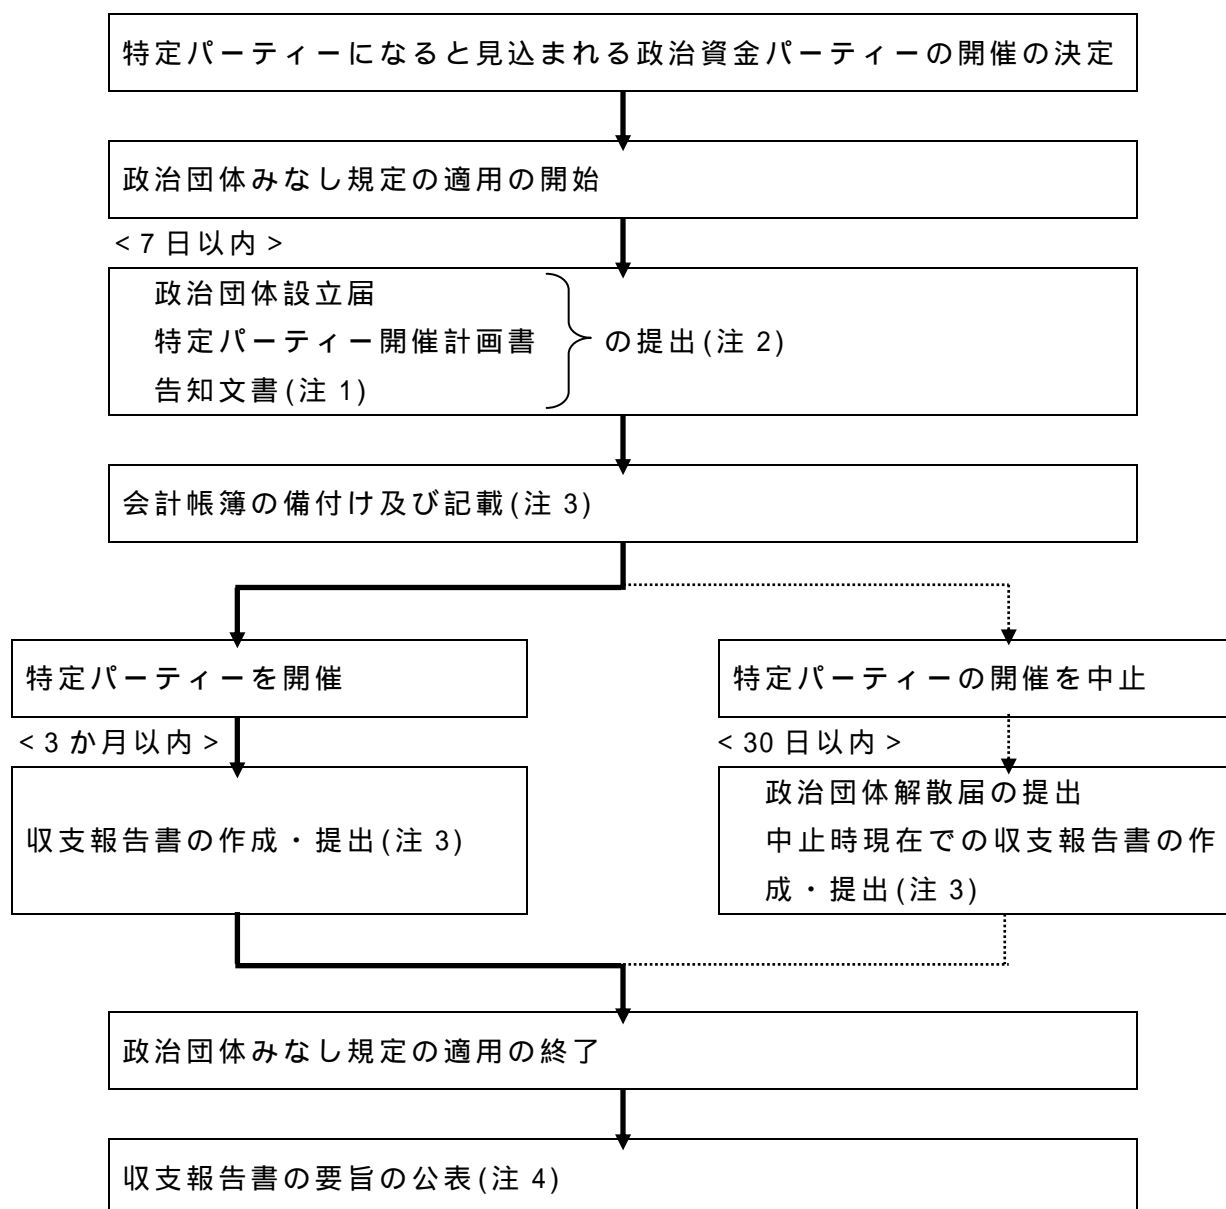 特定パーティーになると見込まれる政治資金パーティーの開催の決定
政治団体みなし規定の適用の開始
<7日以内>
政治団体設立届
特定パーティー開催計画書
告知文書(注1)
の提出(注2)
会計帳簿の備付け及び記載(注3)
特定パーティーを開催
<3か月以内>
収支報告書の作成・提出(注3)
特定パーティーの開催を中止
<30日以内>
政治団体解散届の提出
中止時現在での収支報告書の作
成・提出(注3)
政治団体みなし規定の適用の終了
収支報告書の要旨の公表(注4)